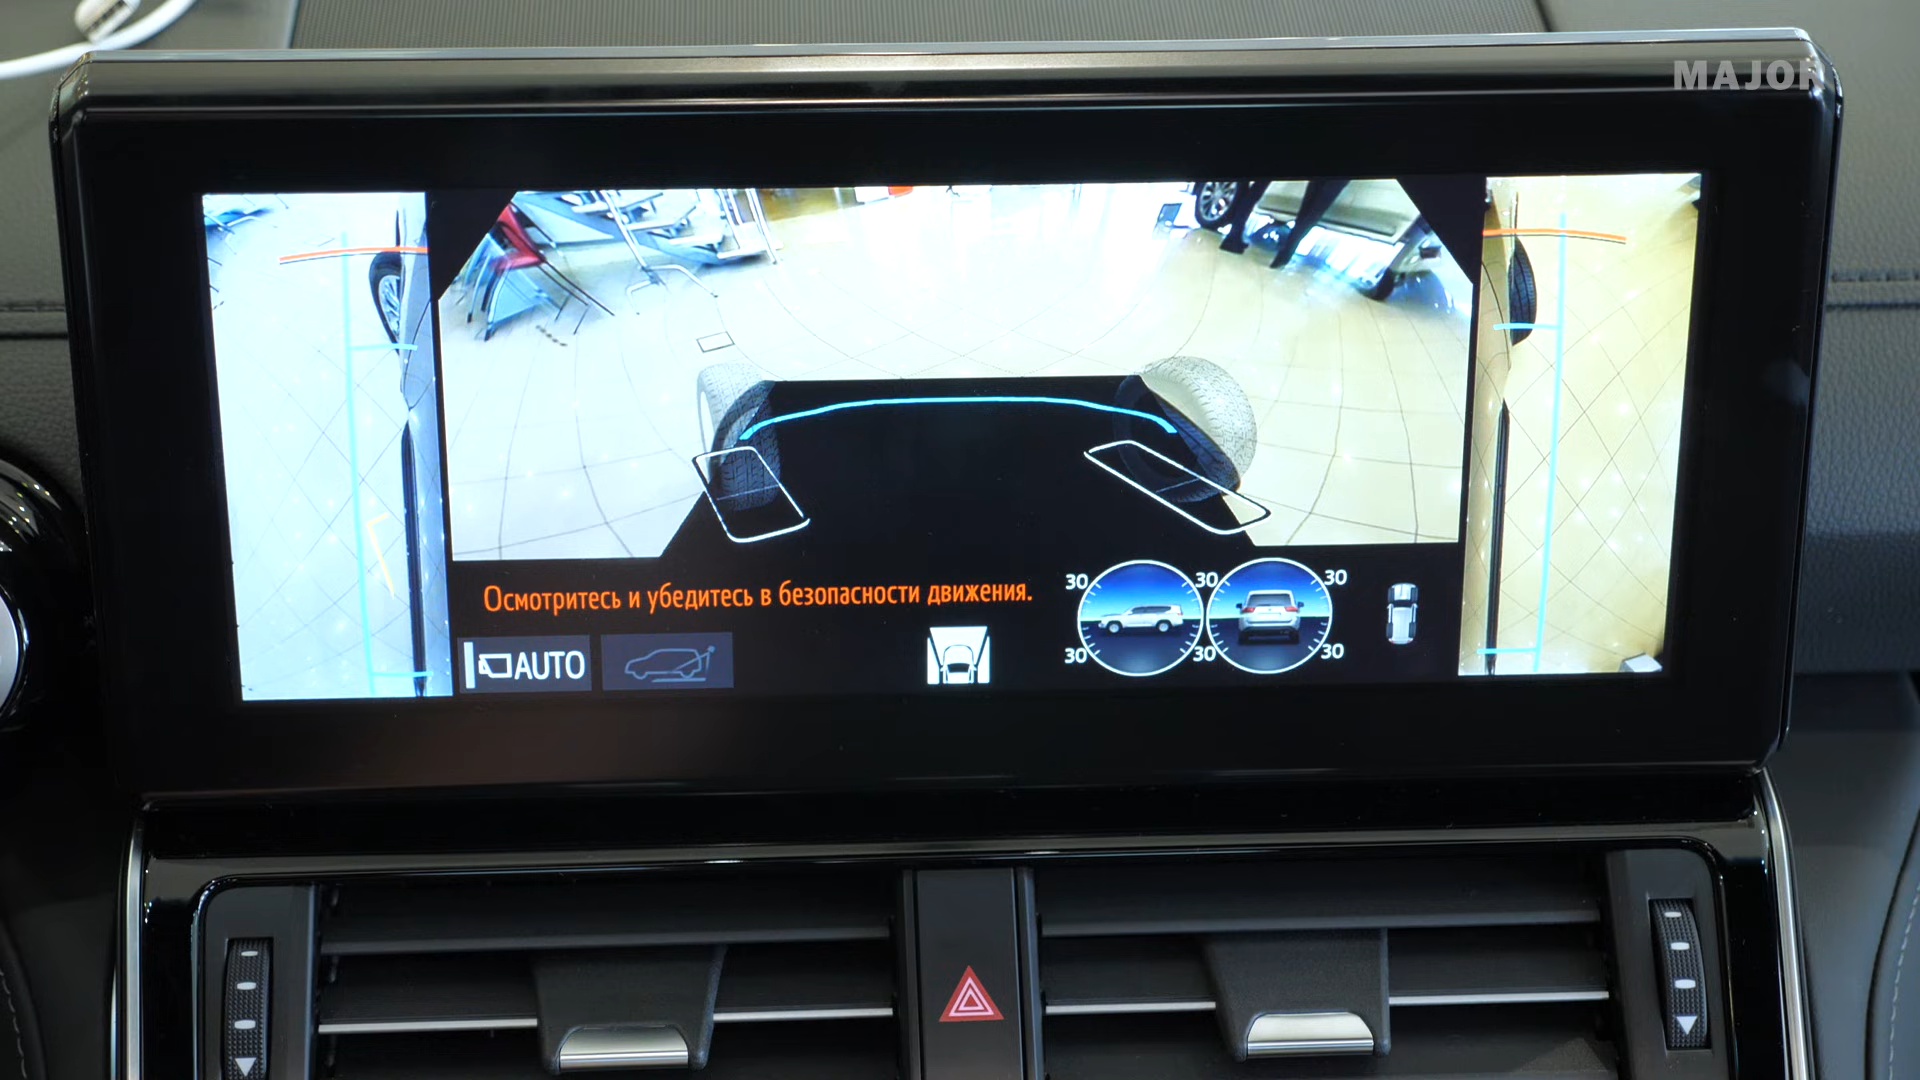 MAJOR
Осмотритесь и убедитесь в безопасности движения.
30 30 30
30 30 30
AUTO